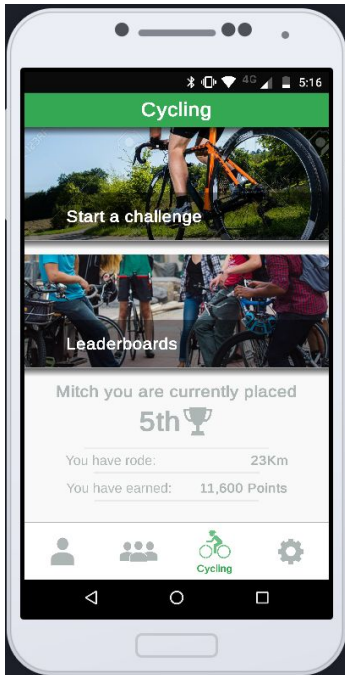 4G 5:16
Cycling
Start a challenge
Leaderboards
Mitch you are currently placed
5th
You have rode: 23Km
You have earned: 11,600 Points
Cycling